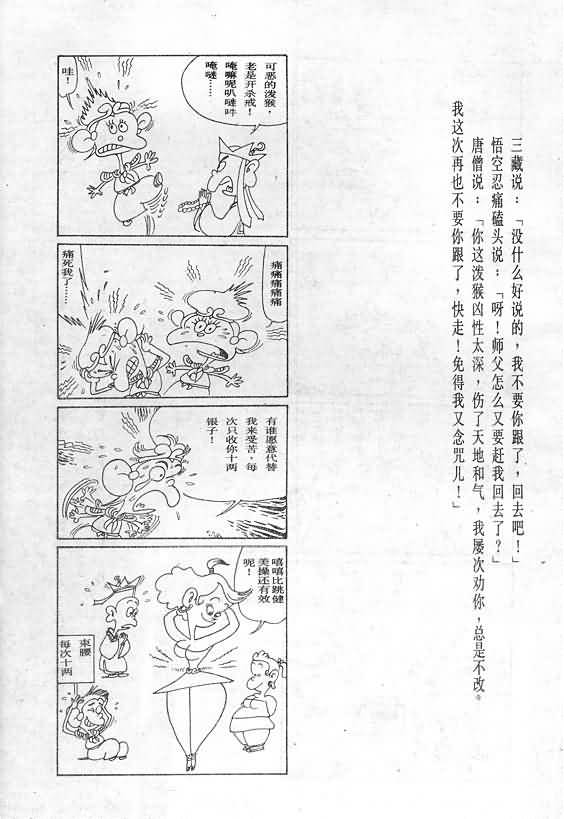 三藏说：「没什么好说的，我不要你跟了，回去吧！」
悟空忍痛磕头说：「呀！师父怎么又要赶我回去了？」
唐僧说：「你这泼猴凶性太深，伤了天地和气，我屡次劝你，总是不改。
我这次再也不要你跟了，快走！免得我又念咒儿！」
可恶的泼猴，
老是开杀戒！
唵嘛呢叭哒吽
唵哒……
哇！
痛痛痛痛痛
痛死我了……
有谁愿意代替
我来受苦，每
次只收你十两
银子！
嘻嘻比跳健
美操还有效
呢！
束腰
每次十两